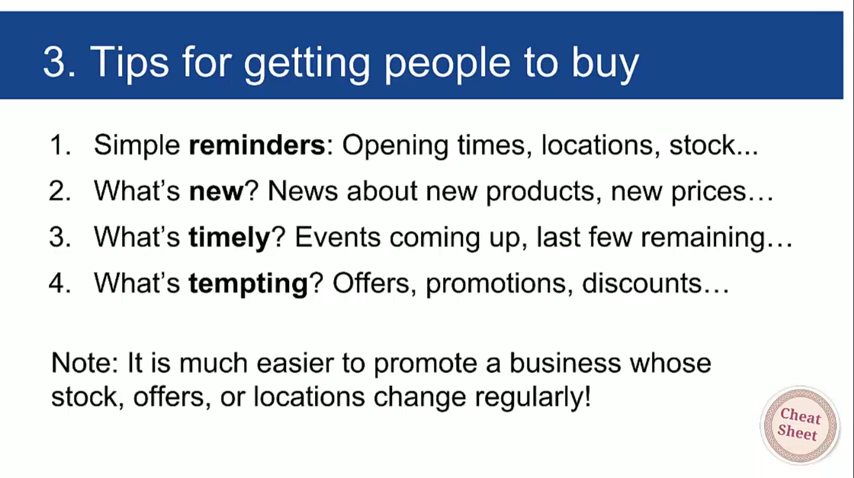 3. Tips for getting people to buy
1. Simple reminders: Opening times, locations, stock...
2. What's new? News about new products, new prices…
3. What's timely? Events coming up, last few remaining…
4. What's tempting? Offers, promotions, discounts…
Note: It is much easier to promote a business whose
stock, offers, or locations change regularly!
Cheat
Sheet